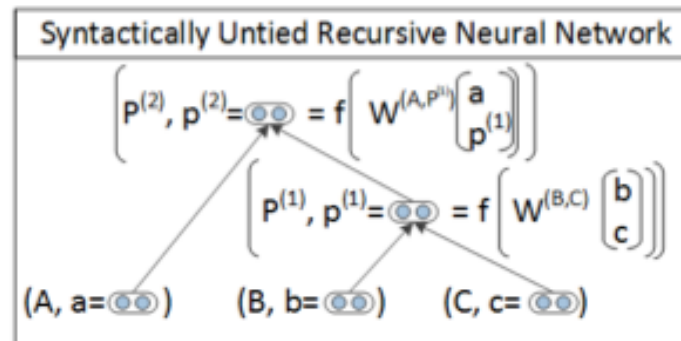 Syntactically Untied Recursive Neural Network
(P⁽²⁾, p⁽²⁾= = f( W⁽ᴬ,ᴾ⁽¹⁾⁾ (a p⁽¹⁾)))
(P⁽¹⁾, p⁽¹⁾= = f( W⁽ᴮ,ꟲ⁾ (b c)))
(A, a= ) (B, b= ) (C, c= )